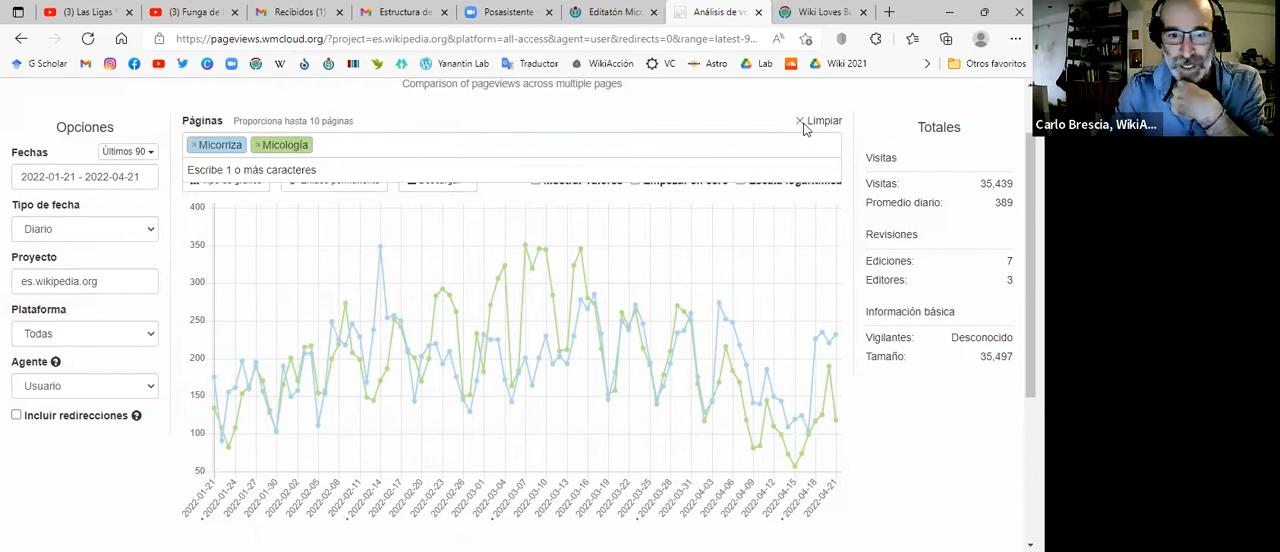 (3) Las Ligas
(3) Funga de
Recibidos (1)
Estructura de
Posasistente
Editatón Mico
Análisis de vi
Wiki Loves B
https://pageviews.wmcloud.org/?project=es.wikipedia.org&platform=all-access&agent=user&redirects=0&range=latest-9...
G Scholar
Yanantin Lab
Traductor
WikiAcción
VC
Astro
Lab
Wiki 2021
Otros favoritos
Comparison of pageviews across multiple pages
Opciones
Fechas
Últimos 90
2022-01-21 - 2022-04-21
Tipo de fecha
Diario
Proyecto
es.wikipedia.org
Plataforma
Todas
Agente
Usuario
Incluir redirecciones
Páginas Proporciona hasta 10 páginas
Limpiar
× Micorriza × Micología
Escribe 1 o más caracteres
400
350
300
250
200
150
100
50
2022-01-21
2022-01-24
2022-01-27
2022-01-30
2022-02-02
2022-02-05
2022-02-08
2022-02-11
2022-02-14
2022-02-17
2022-02-20
2022-02-23
2022-02-26
2022-03-01
2022-03-04
2022-03-07
2022-03-10
2022-03-13
2022-03-16
2022-03-19
2022-03-22
2022-03-25
2022-03-28
2022-03-31
2022-04-03
2022-04-06
2022-04-09
2022-04-12
2022-04-15
2022-04-18
2022-04-21
Totales
Visitas
Visitas: 35,439
Promedio diario: 389
Revisiones
Ediciones: 7
Editores: 3
Información básica
Vigilantes: Desconocido
Tamaño: 35,497
Carlo Brescia, WikiA...